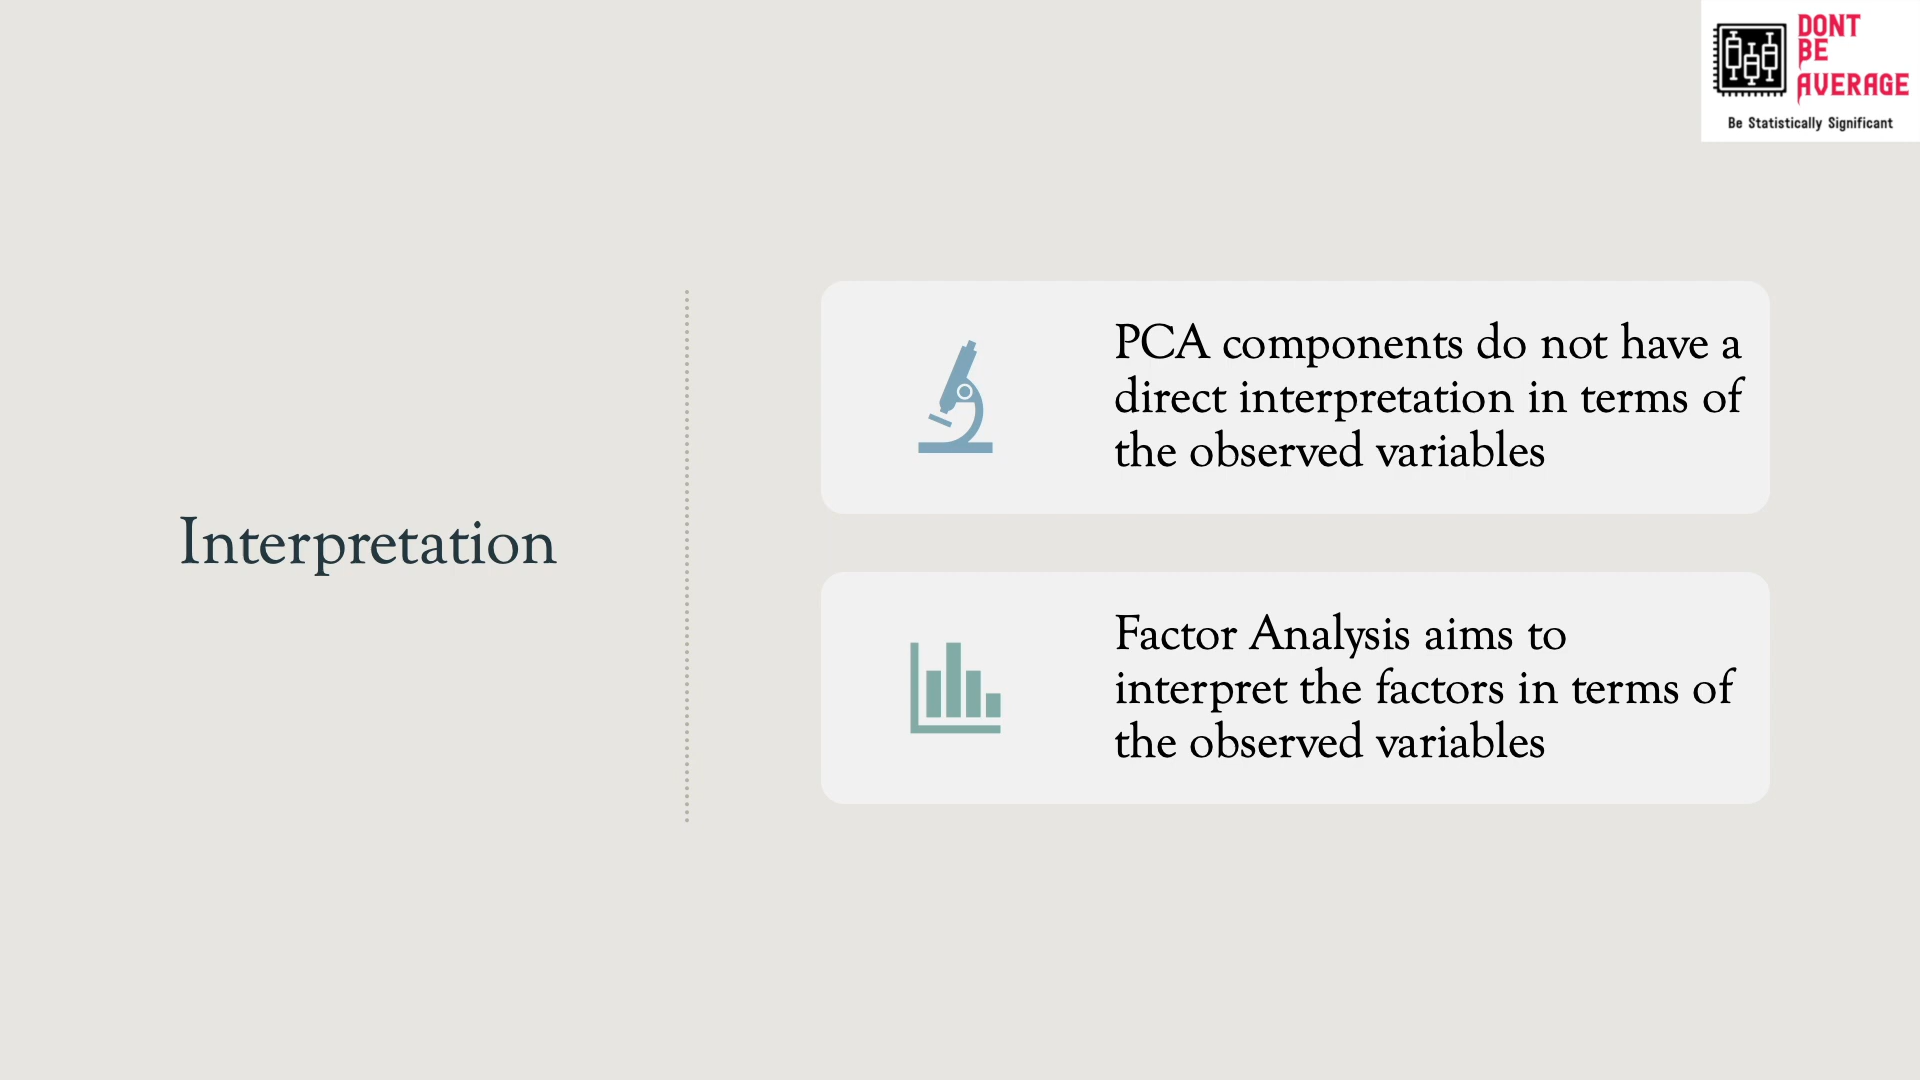 DONT
BE
AVERAGE
Be Statistically Significant
Interpretation
PCA components do not have a
direct interpretation in terms of
the observed variables
Factor Analysis aims to
interpret the factors in terms of
the observed variables